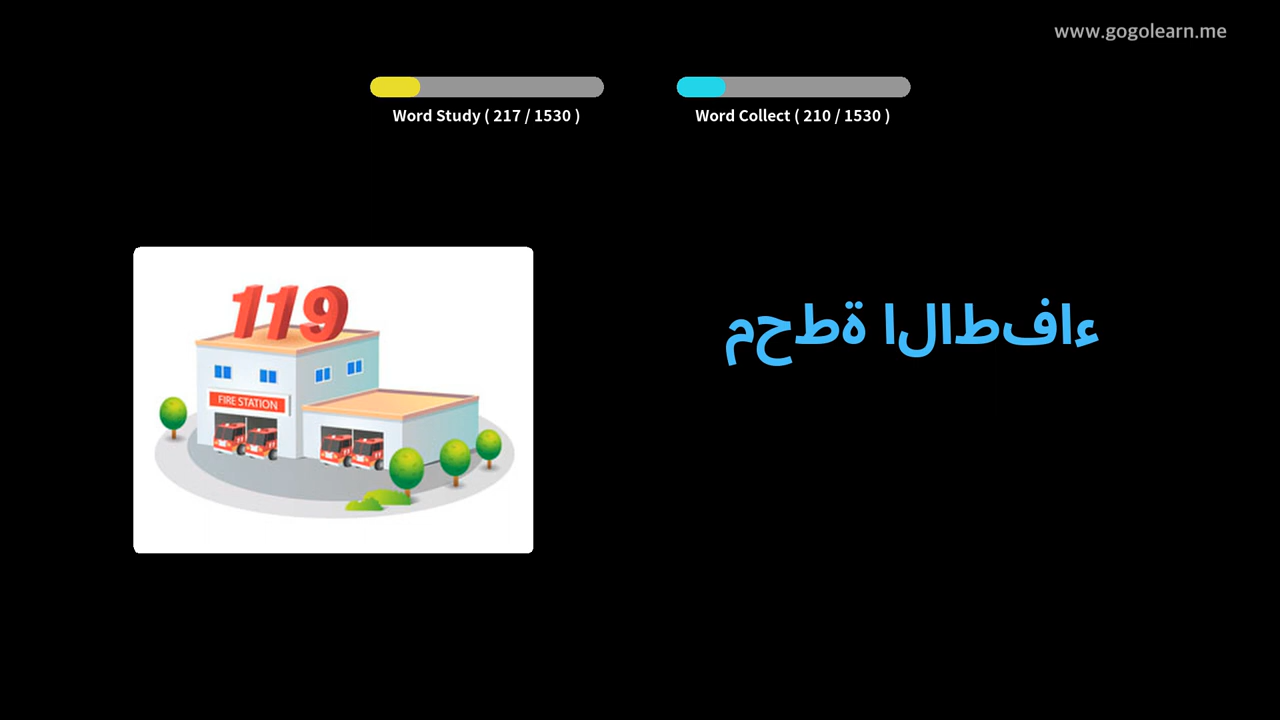 www.gogolearn.me
Word Study ( 217 / 1530 )
Word Collect ( 210 / 1530 )
119
FIRE STATION
محطة الاطفاء